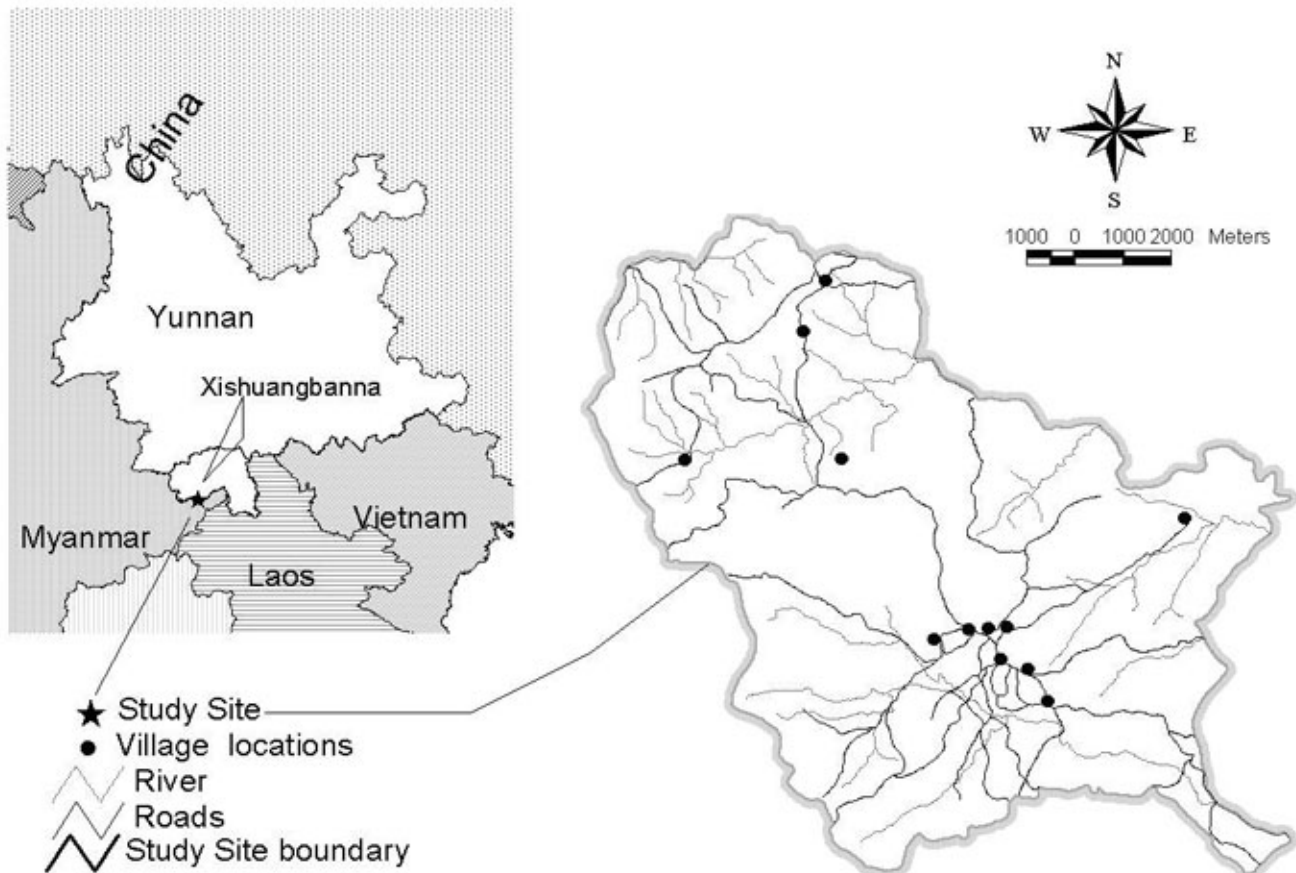 China
Yunnan
Xishuangbanna
Myanmar
Vietnam
Laos
Study Site
Village locations
River
Roads
Study Site boundary
N
W E
S
1000 0 1000 2000 Meters